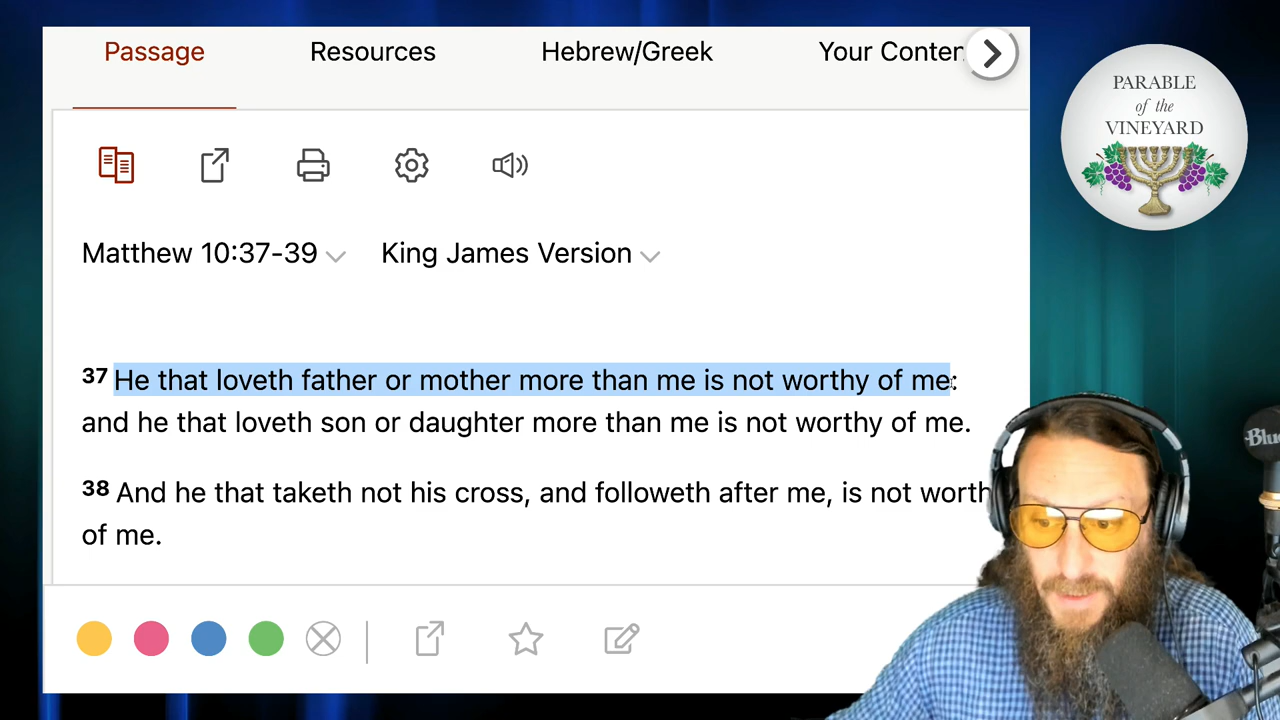 Passage
Resources
Hebrew/Greek
Your Conten
PARABLE
of the
VINEYARD
Matthew 10:37-39
King James Version
37 He that loveth father or mother more than me is not worthy of me:
and he that loveth son or daughter more than me is not worthy of me.
38 And he that taketh not his cross, and followeth after me, is not worth
of me.
Blu